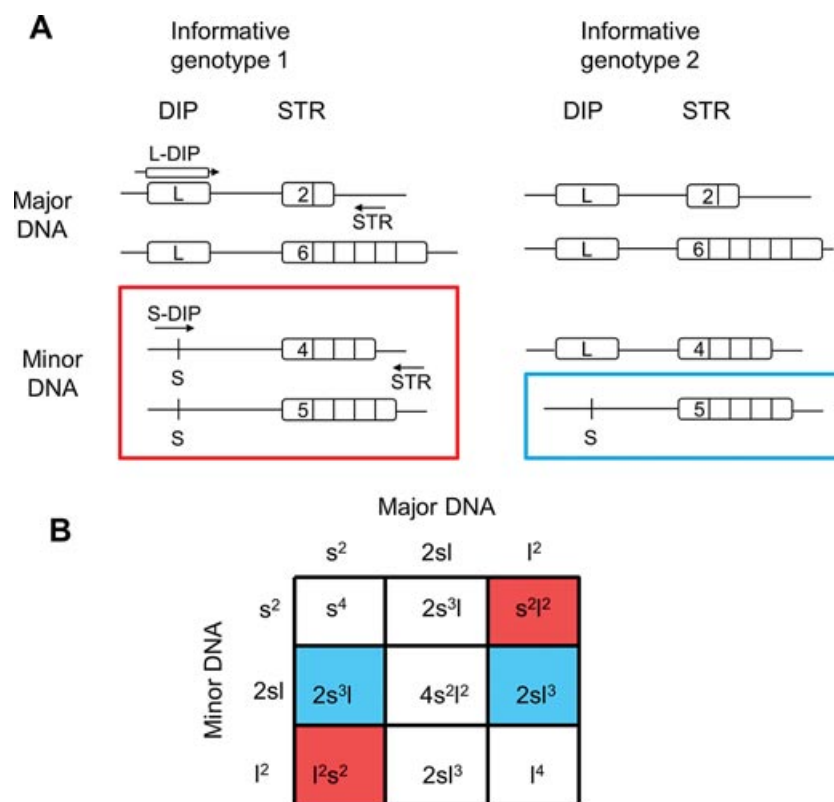 A
Informative
genotype 1
Informative
genotype 2
DIP STR
DIP STR
L-DIP
Major
DNA
L 2
STR
L 6
L 2
L 6
S-DIP
Minor
DNA
4
S
STR
5
S
L 4
5
S
B
Major DNA
s² 2sl l²
Minor DNA
s² s⁴ 2s³l s²l²
2sl 2s³l 4s²l² 2sl³
l² l²s² 2sl³ l⁴